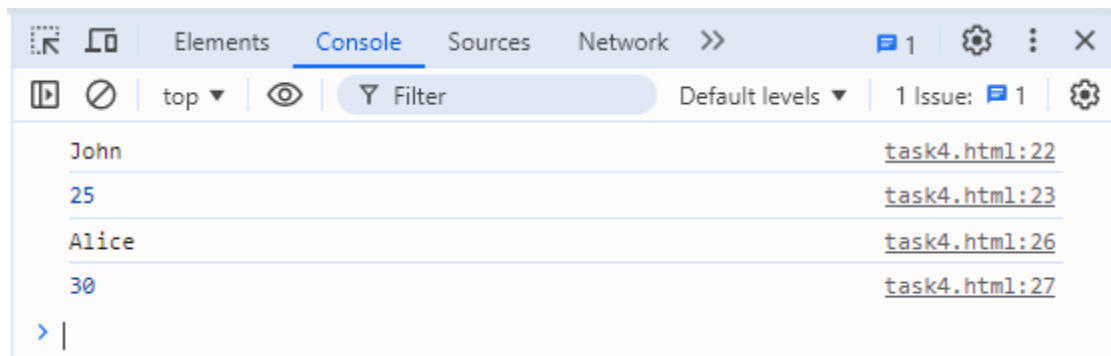 Elements Console Sources Network >> 1
top ▼ Filter Default levels ▼ 1 Issue: 1
John task4.html:22
25 task4.html:23
Alice task4.html:26
30 task4.html:27
>